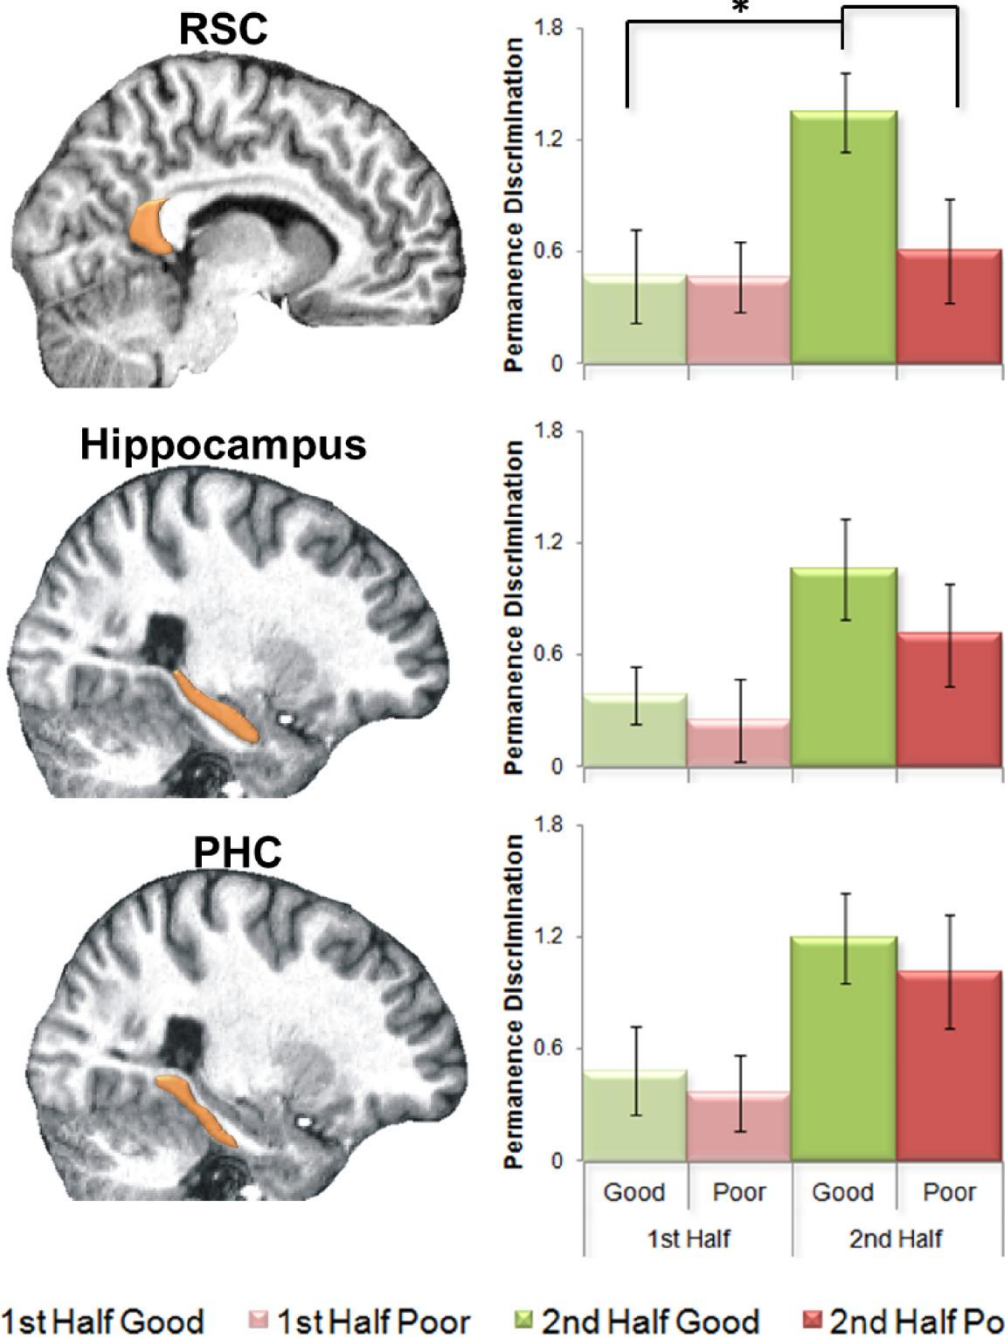 RSC
*
Permanence Discrimination
1.8
1.2
0.6
0
Hippocampus
Permanence Discrimination
1.8
1.2
0.6
0
PHC
Permanence Discrimination
1.8
1.2
0.6
0
Good Poor Good Poor
1st Half 2nd Half
1st Half Good 1st Half Poor 2nd Half Good 2nd Half Po